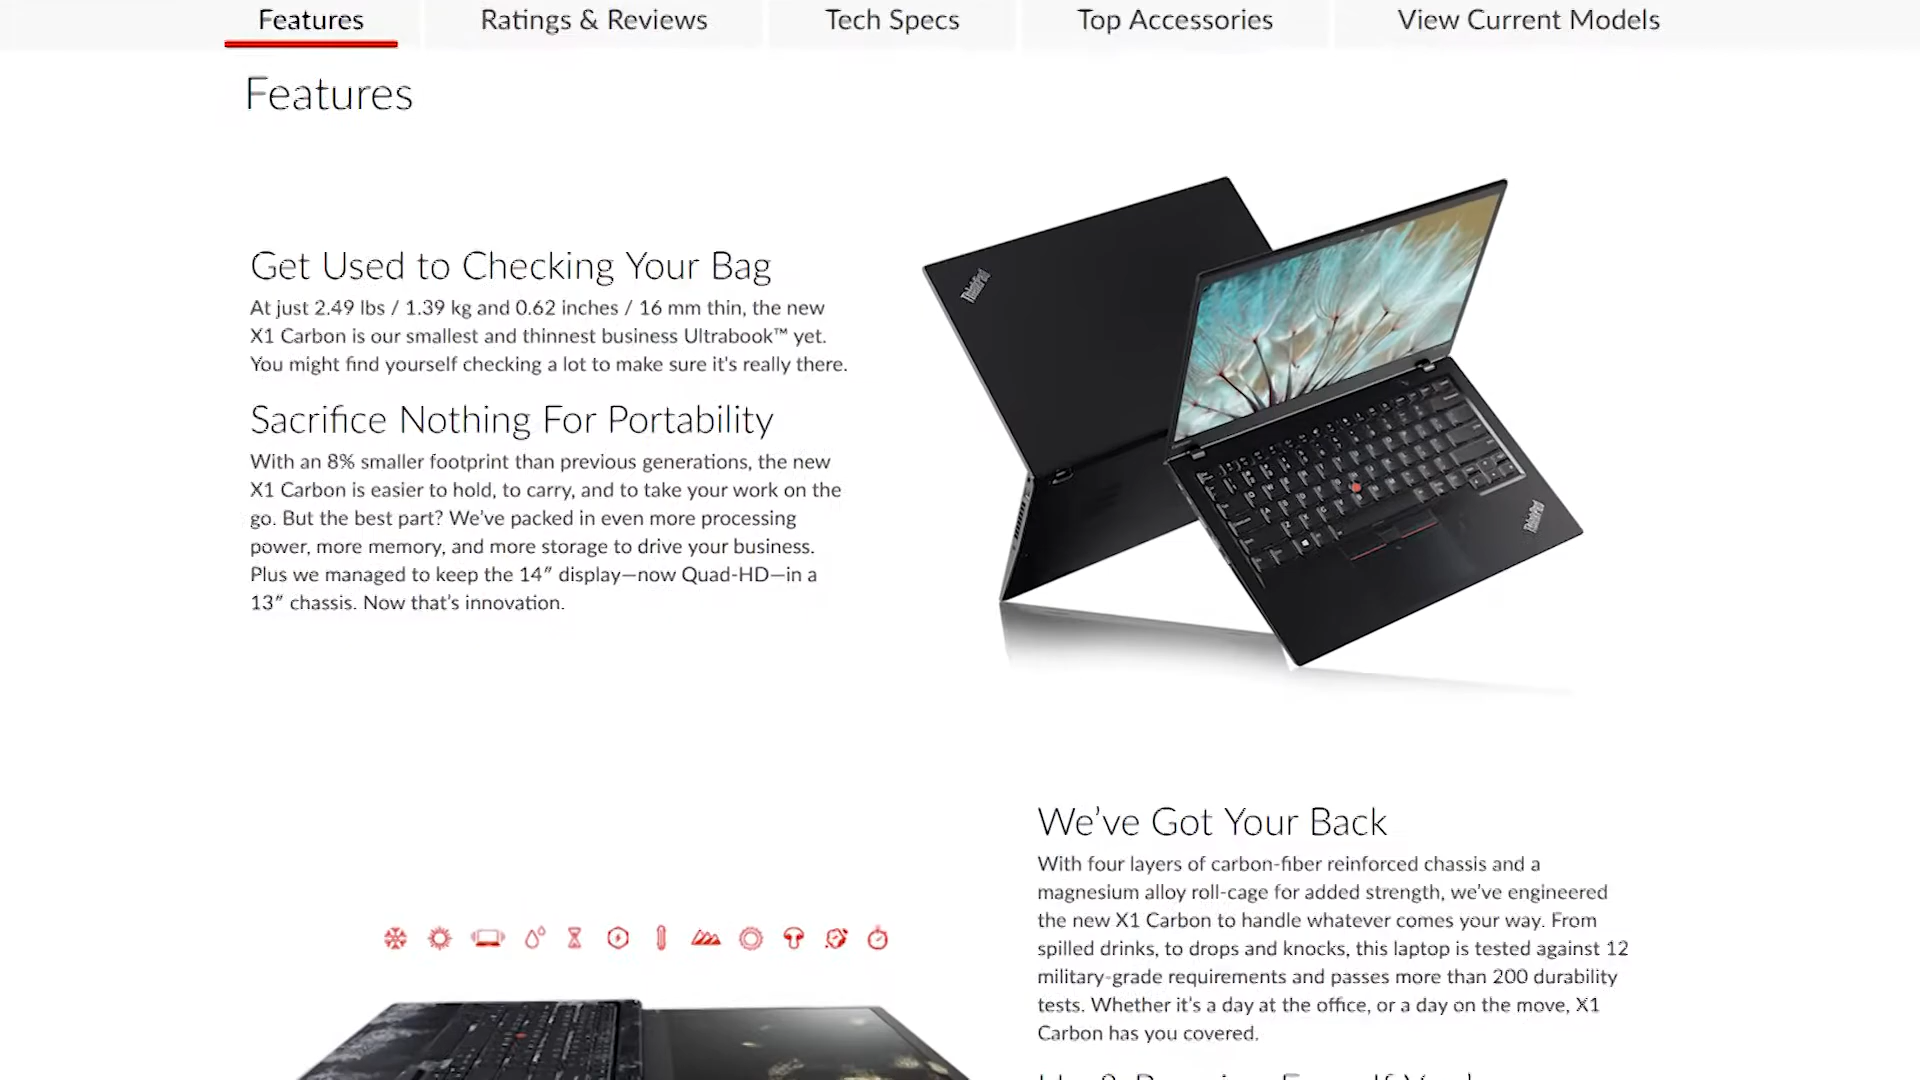 Features
Ratings & Reviews
Tech Specs
Top Accessories
View Current Models
Features
Get Used to Checking Your Bag
At just 2.49 lbs / 1.39 kg and 0.62 inches / 16 mm thin, the new
X1 Carbon is our smallest and thinnest business Ultrabook™ yet.
You might find yourself checking a lot to make sure it's really there.
Sacrifice Nothing For Portability
With an 8% smaller footprint than previous generations, the new
X1 Carbon is easier to hold, to carry, and to take your work on the
go. But the best part? We’ve packed in even more processing
power, more memory, and more storage to drive your business.
Plus we managed to keep the 14″ display—now Quad-HD—in a
13″ chassis. Now that’s innovation.
ThinkPad
ThinkPad
We’ve Got Your Back
With four layers of carbon-fiber reinforced chassis and a
magnesium alloy roll-cage for added strength, we’ve engineered
the new X1 Carbon to handle whatever comes your way. From
spilled drinks, to drops and knocks, this laptop is tested against 12
military-grade requirements and passes more than 200 durability
tests. Whether it’s a day at the office, or a day on the move, X1
Carbon has you covered.